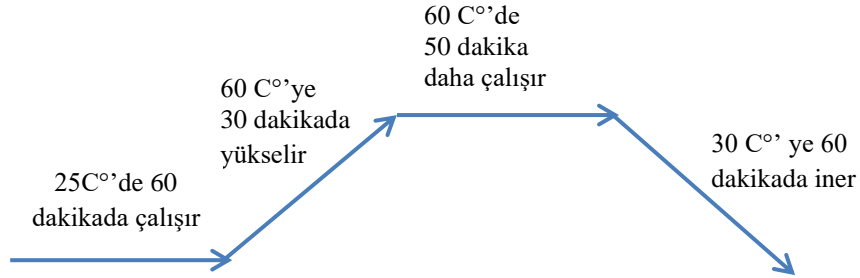 25C°’de 60
dakikada çalışır
60 C°’ye
30 dakikada
yükselir
60 C°’de
50 dakika
daha çalışır
30 C°’ ye 60
dakikada iner